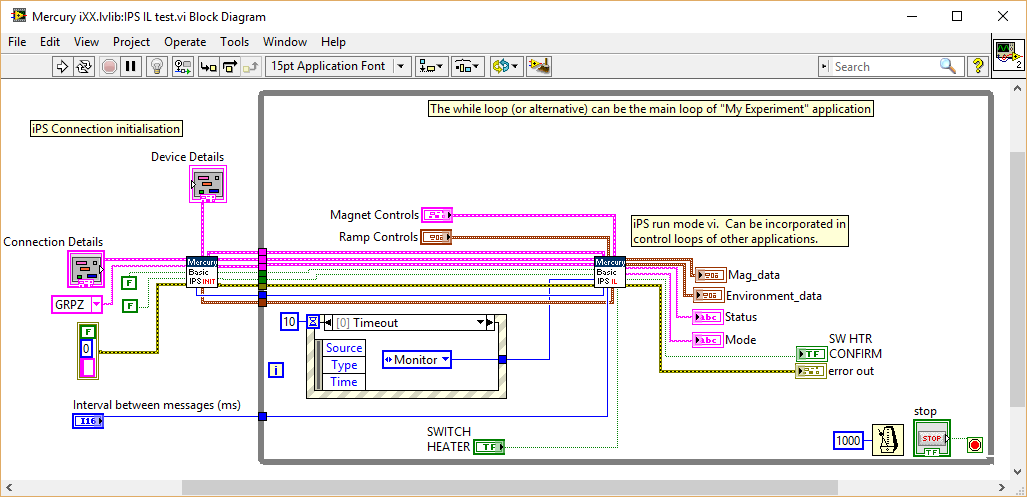 Mercury iXX.lvlib:IPS IL test.vi Block Diagram
File Edit View Project Operate Tools Window Help
15pt Application Font
Search
?
2
The while loop (or alternative) can be the main loop of "My Experiment" application
iPS Connection initialisation
Device Details
Magnet Controls
Ramp Controls
iPS run mode vi. Can be incorporated in
control loops of other applications.
Connection Details
Mercury
Basic
IPS INIT
Mercury
Basic
IPS IL
F
GRPZ
F
Mag_data
Environment_data
Status
abc
Mode
abc
10
[0] Timeout
F
0
Source
Type
Time
Monitor
SW HTR
CONFIRM
TF
error out
i
Interval between messages (ms)
I16
SWITCH
HEATER
TF
stop
STOP
TF
1000